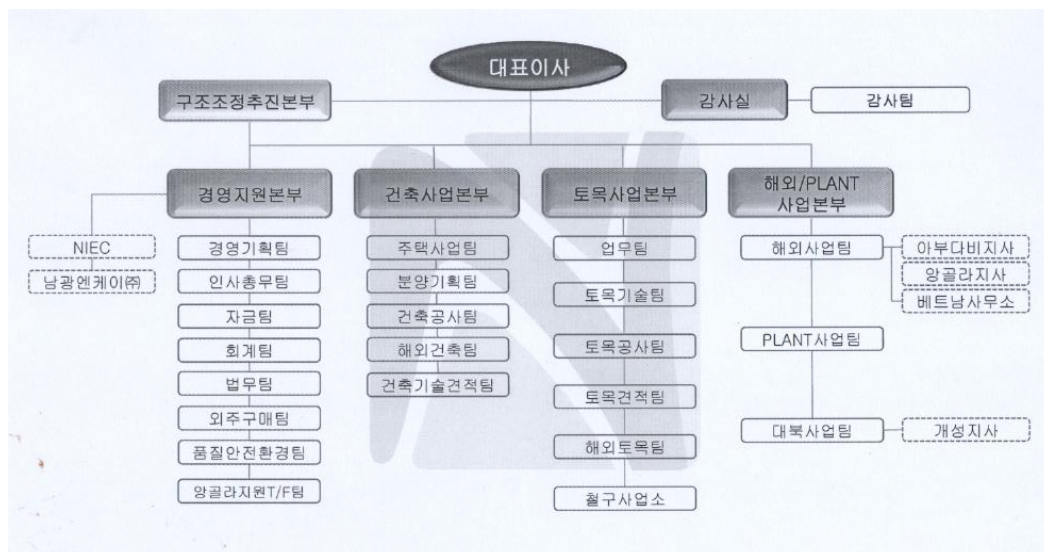 대표이사
구조조정추진본부
감사실
감사팀
경영지원본부
건축사업본부
토목사업본부
해외/PLANT
사업본부
NIEC
남광엔케이㈜
경영기획팀
인사총무팀
자금팀
회계팀
법무팀
외주구매팀
품질안전환경팀
앙골라지원T/F팀
주택사업팀
분양기획팀
건축공사팀
해외건축팀
건축기술견적팀
업무팀
토목기술팀
토목공사팀
토목견적팀
해외토목팀
철구사업소
해외사업팀
아부다비지사
앙골라지사
베트남사무소
PLANT사업팀
대북사업팀
개성지사